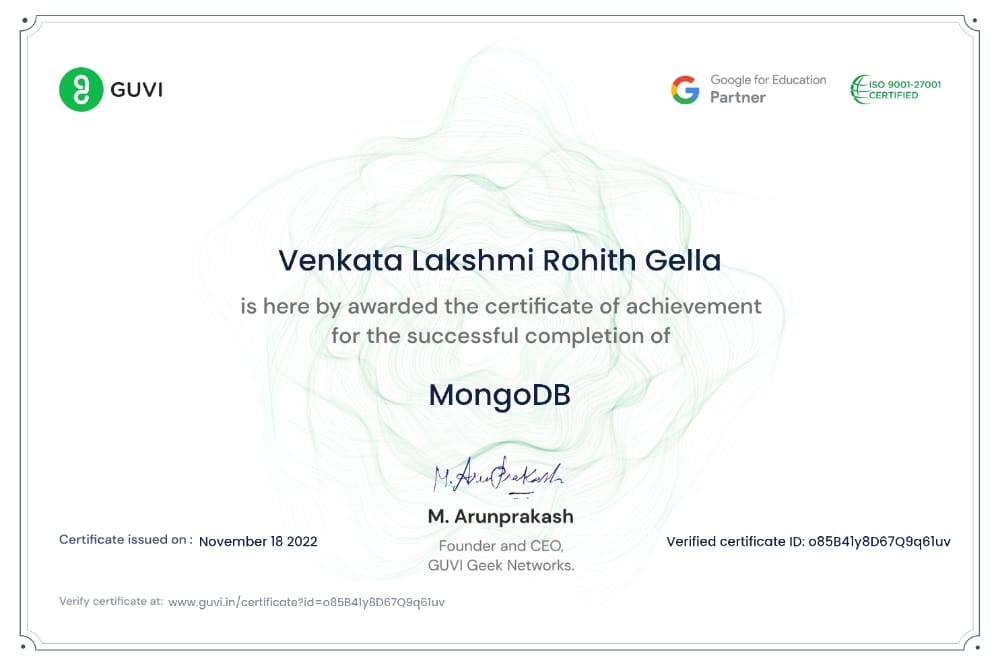 GUVI
Google for Education
Partner
ISO 9001-27001
CERTIFIED
Venkata Lakshmi Rohith Gella
is here by awarded the certificate of achievement
for the successful completion of
MongoDB
M. Arunprakash
M. Arunprakash
Founder and CEO,
GUVI Geek Networks.
Certificate issued on : November 18 2022
Verified certificate ID: o85B41y8D67Q9q61uv
Verify certificate at: www.guvi.in/certificate?id=o85B41y8D67Q9q61uv